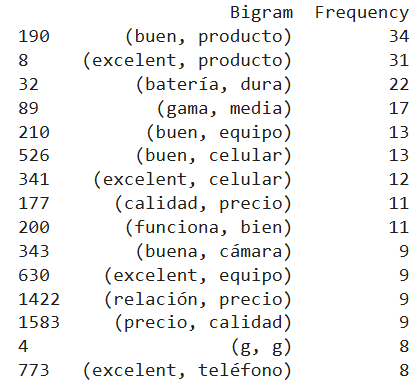 Bigram Frequency
190 (buen, producto) 34
8 (excelent, producto) 31
32 (batería, dura) 22
89 (gama, media) 17
210 (buen, equipo) 13
526 (buen, celular) 13
341 (excelent, celular) 12
177 (calidad, precio) 11
200 (funciona, bien) 11
343 (buena, cámara) 9
630 (excelent, equipo) 9
1422 (relación, precio) 9
1583 (precio, calidad) 9
4 (g, g) 8
773 (excelent, teléfono) 8